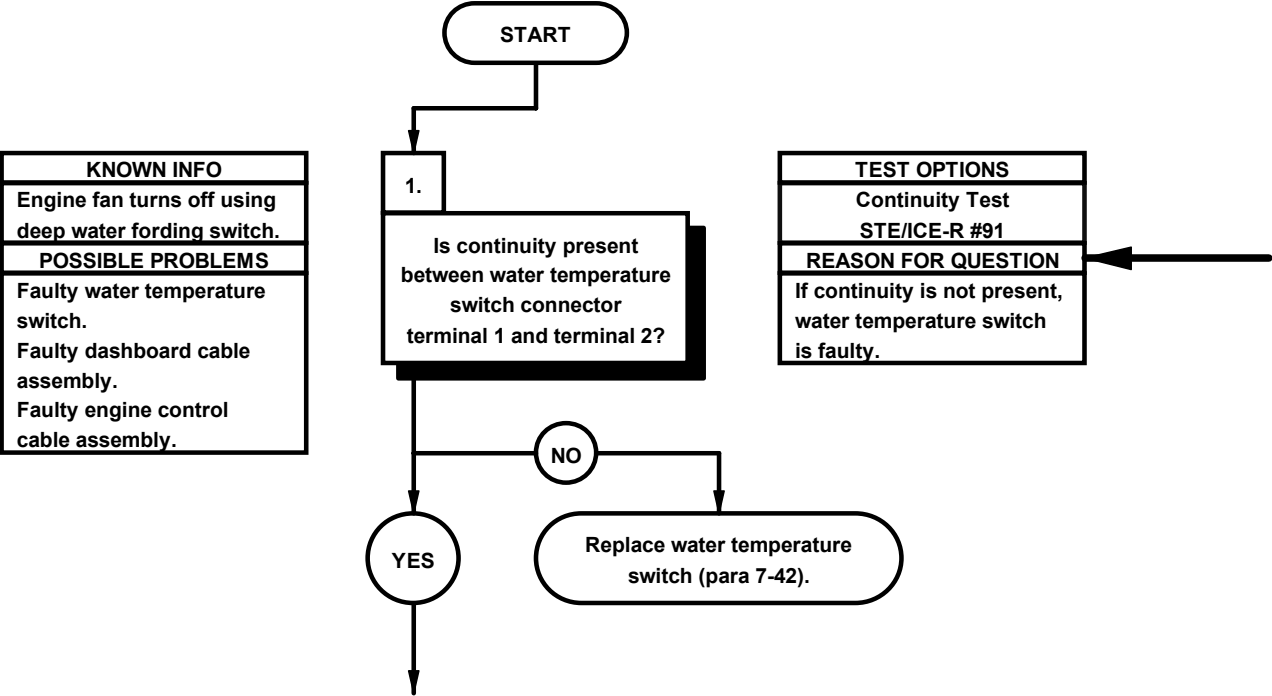 START
KNOWN INFO
Engine fan turns off using
deep water fording switch.
POSSIBLE PROBLEMS
Faulty water temperature
switch.
Faulty dashboard cable
assembly.
Faulty engine control
cable assembly.
1.
Is continuity present
between water temperature
switch connector
terminal 1 and terminal 2?
TEST OPTIONS
Continuity Test
STE/ICE-R #91
REASON FOR QUESTION
If continuity is not present,
water temperature switch
is faulty.
NO
YES
Replace water temperature
switch (para 7-42).